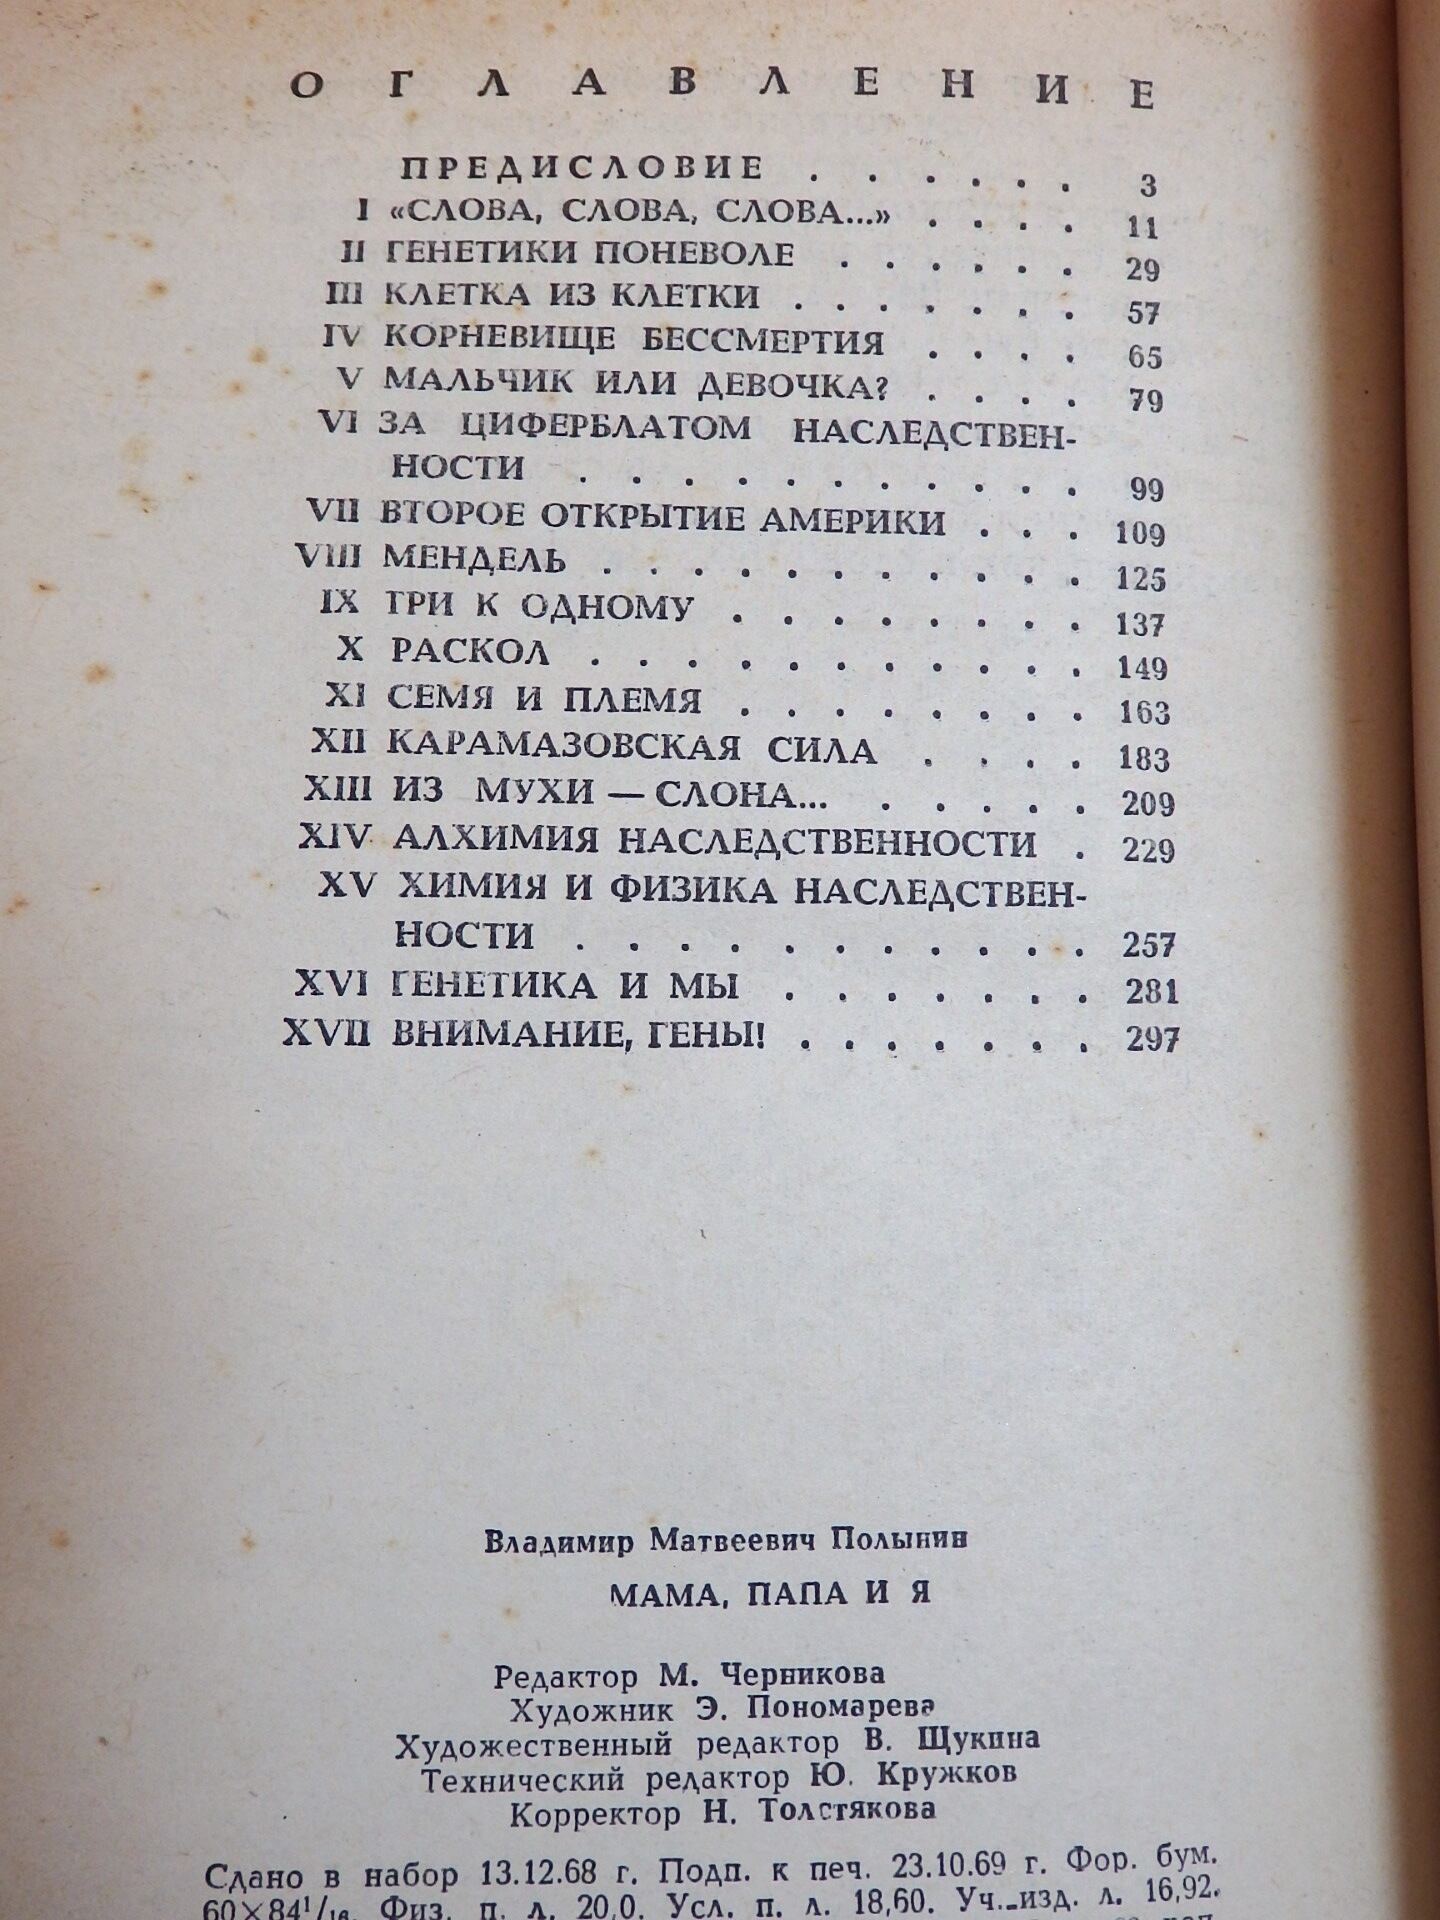 ОГЛАВЛЕНИЕ
ПРЕДИСЛОВИЕ . . . . . . 3
I «СЛОВА, СЛОВА, СЛОВА...» . . . . 11
II ГЕНЕТИКИ ПОНЕВОЛЕ . . . . . . 29
III КЛЕТКА ИЗ КЛЕТКИ . . . . . . . 57
IV КОРНЕВИЩЕ БЕССМЕРТИЯ . . . . 65
V МАЛЬЧИК ИЛИ ДЕВОЧКА? . . . . 79
VI ЗА ЦИФЕРБЛАТОМ НАСЛЕДСТВЕН-
НОСТИ . . . . . . . . . . . 99
VII ВТОРОЕ ОТКРЫТИЕ АМЕРИКИ . . . 109
VIII МЕНДЕЛЬ . . . . . . . . . . . 125
IX ТРИ К ОДНОМУ . . . . . . . . 137
X РАСКОЛ . . . . . . . . . . . 149
XI СЕМЯ И ПЛЕМЯ . . . . . . . . 163
XII КАРАМАЗОВСКАЯ СИЛА . . . . 183
XIII ИЗ МУХИ — СЛОНА... . . . . . 209
XIV АЛХИМИЯ НАСЛЕДСТВЕННОСТИ . 229
XV ХИМИЯ И ФИЗИКА НАСЛЕДСТВЕН-
НОСТИ . . . . . . . . . . . 257
XVI ГЕНЕТИКА И МЫ . . . . . . . 281
XVII ВНИМАНИЕ, ГЕНЫ! . . . . . . . 297
Владимир Матвеевич Полынин
МАМА, ПАПА И Я
Редактор М. Черникова
Художник Э. Пономарева
Художественный редактор В. Щукина
Технический редактор Ю. Кружков
Корректор Н. Толстякова
Сдано в набор 13.12.68 г. Подп. к печ. 23.10.69 г. Фор. бум.
60×84¹/₁₆. Физ. п. л. 20,0. Усл. п. л. 18,60. Уч.-изд. л. 16,92.